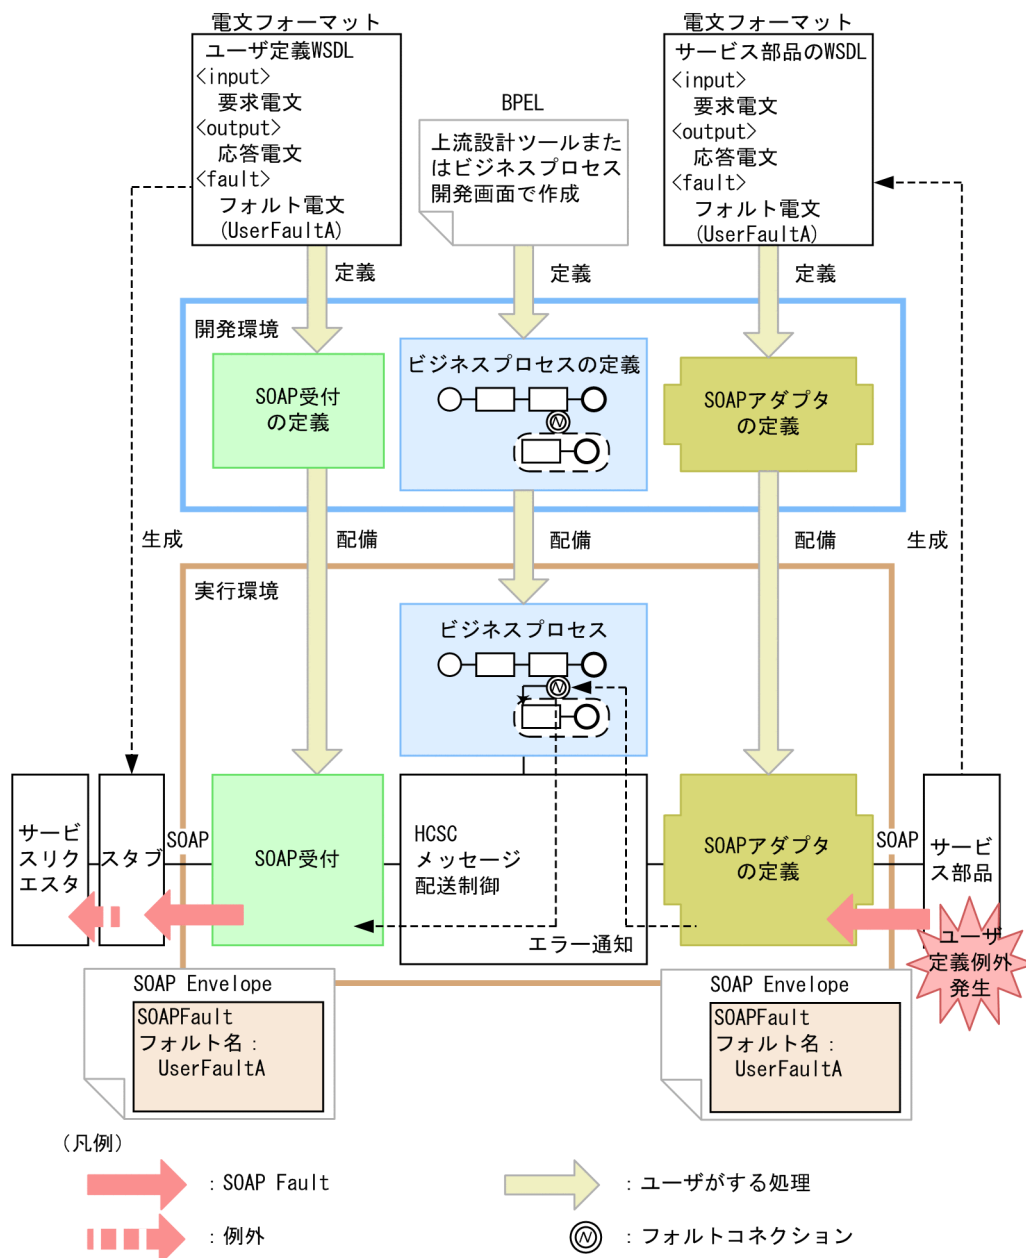 電文フォーマット
ユーザ定義WSDL
<input>
要求電文
<output>
応答電文
<fault>
フォルト電文
(UserFaultA)
BPEL
上流設計ツールまた
はビジネスプロセス
開発画面で作成
電文フォーマット
サービス部品のWSDL
<input>
要求電文
<output>
応答電文
<fault>
フォルト電文
(UserFaultA)
定義
定義
定義
開発環境
SOAP受付
の定義
ビジネスプロセスの定義
SOAPアダプタ
の定義
生成
配備
配備
配備
生成
実行環境
ビジネスプロセス
サービ
スリク
エスタ
スタブ
SOAP
SOAP受付
HCSC
メッセージ
配送制御
エラー通知
SOAPアダプタ
の定義
SOAP
サービ
ス部品
ユーザ
定義例外
発生
SOAP Envelope
SOAPFault
フォルト名：
UserFaultA
SOAP Envelope
SOAPFault
フォルト名：
UserFaultA
（凡例）
：SOAP Fault
：ユーザがする処理
：例外
：フォルトコネクション